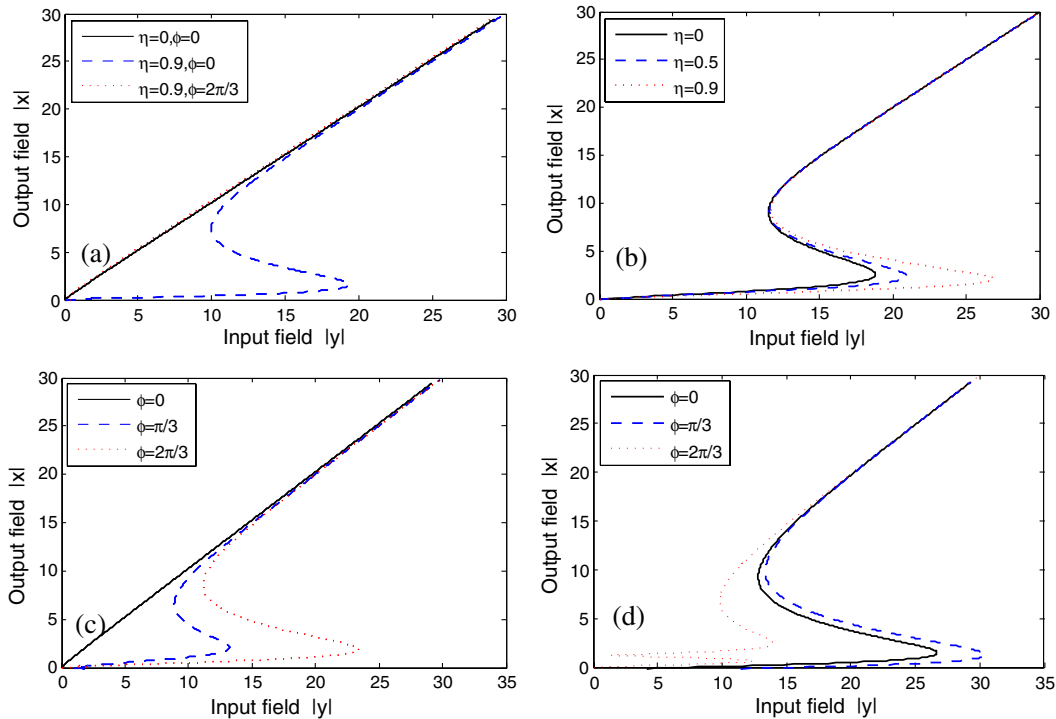 30
25
20
15
10
5
0
Output field |x|
η=0,ϕ=0
η=0.9,ϕ=0
η=0.9,ϕ=2π/3
(a)
0 5 10 15 20 25 30
Input field |y|
30
25
20
15
10
5
0
Output field |x|
η=0
η=0.5
η=0.9
(b)
0 5 10 15 20 25 30
Input field |y|
30
25
20
15
10
5
0
Output field |x|
ϕ=0
ϕ=π/3
ϕ=2π/3
(c)
0 5 10 15 20 25 30 35
Input field |y|
30
25
20
15
10
5
0
Output field |x|
ϕ=0
ϕ=π/3
ϕ=2π/3
(d)
0 5 10 15 20 25 30 35
Input field |y|